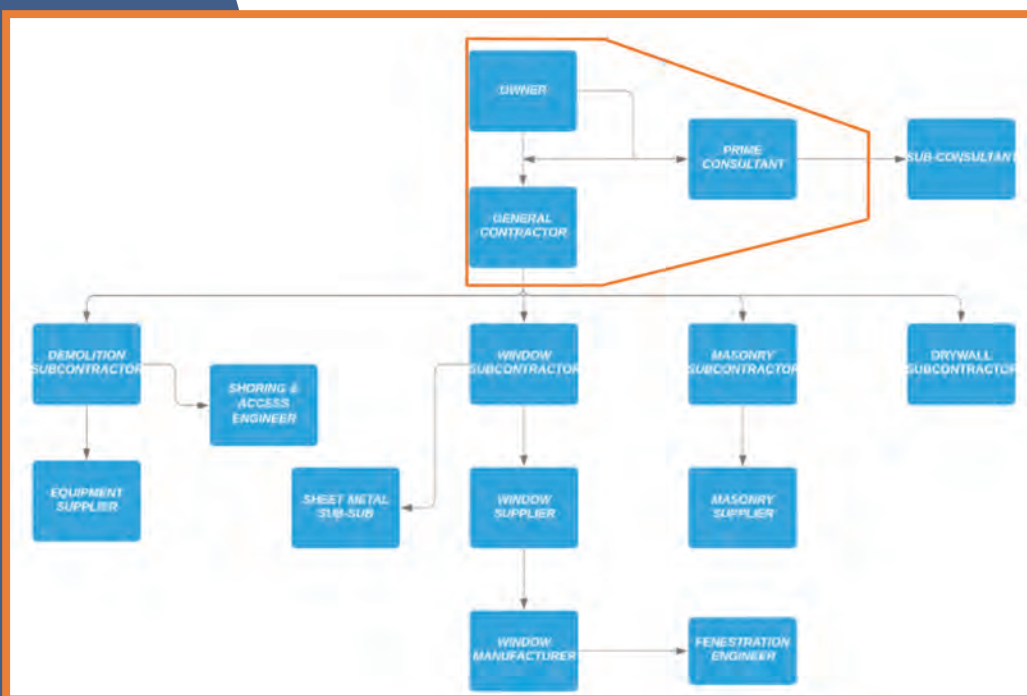 OWNER
PRIME
CONSULTANT
SUB-CONSULTANT
GENERAL
CONTRACTOR
DEMOLITION
SUBCONTRACTOR
WINDOW
SUBCONTRACTOR
MASONRY
SUBCONTRACTOR
DRYWALL
SUBCONTRACTOR
SHORING &
ACCESS
ENGINEER
EQUIPMENT
SUPPLIER
SHEET METAL
SUB-SUB
WINDOW
SUPPLIER
MASONRY
SUPPLIER
WINDOW
MANUFACTURER
FENESTRATION
ENGINEER